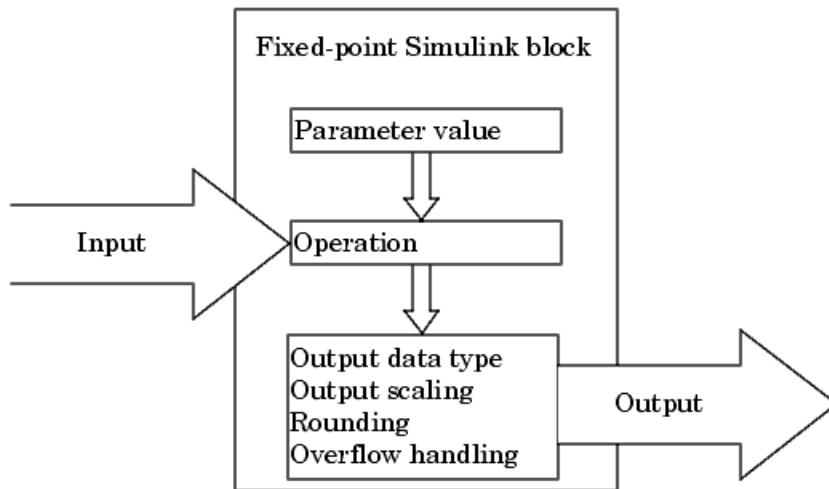 Fixed-point Simulink block
Parameter value
Input
Operation
Output data type
Output scaling
Rounding
Overflow handling
Output